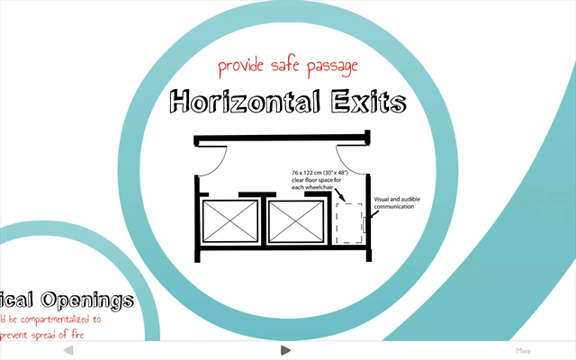 provide safe passage
Horizontal Exits
76 x 122 cm (30" x 48")
clear floor space for
each wheelchair
Visual and audible
communication
ical Openings
ld be compartmentalized to
prevent spread of fire
More